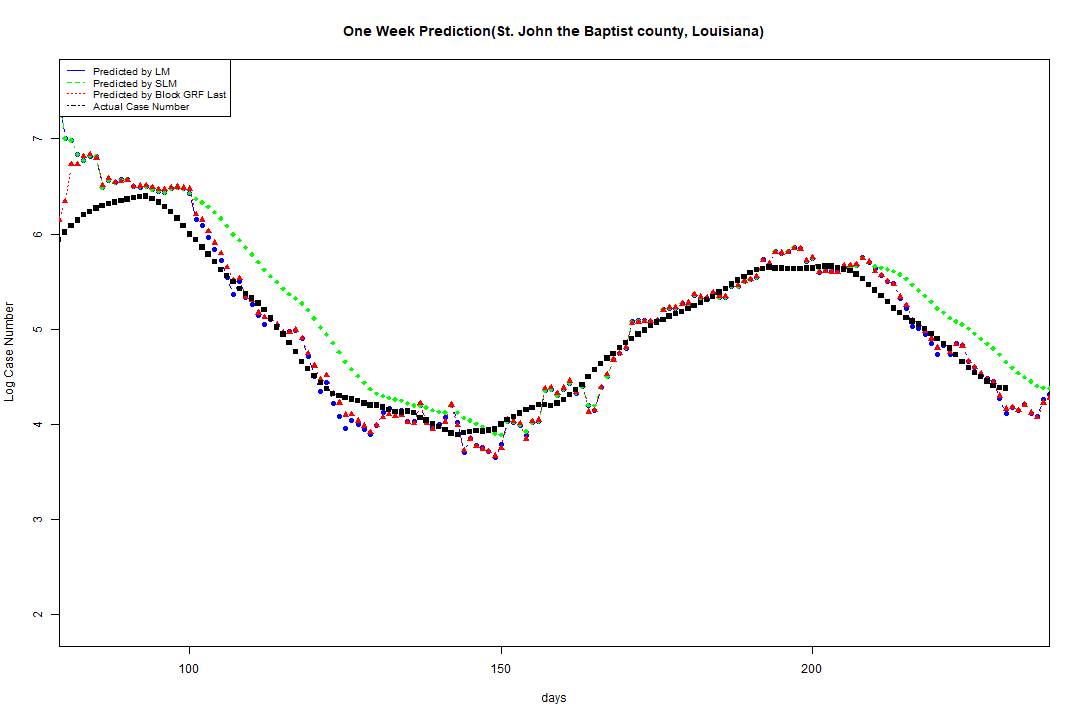 One Week Prediction(St. John the Baptist county, Louisiana)
Predicted by LM
Predicted by SLM
Predicted by Block GRF Last
Actual Case Number
7
6
5
4
3
2
Log Case Number
100 150 200
days